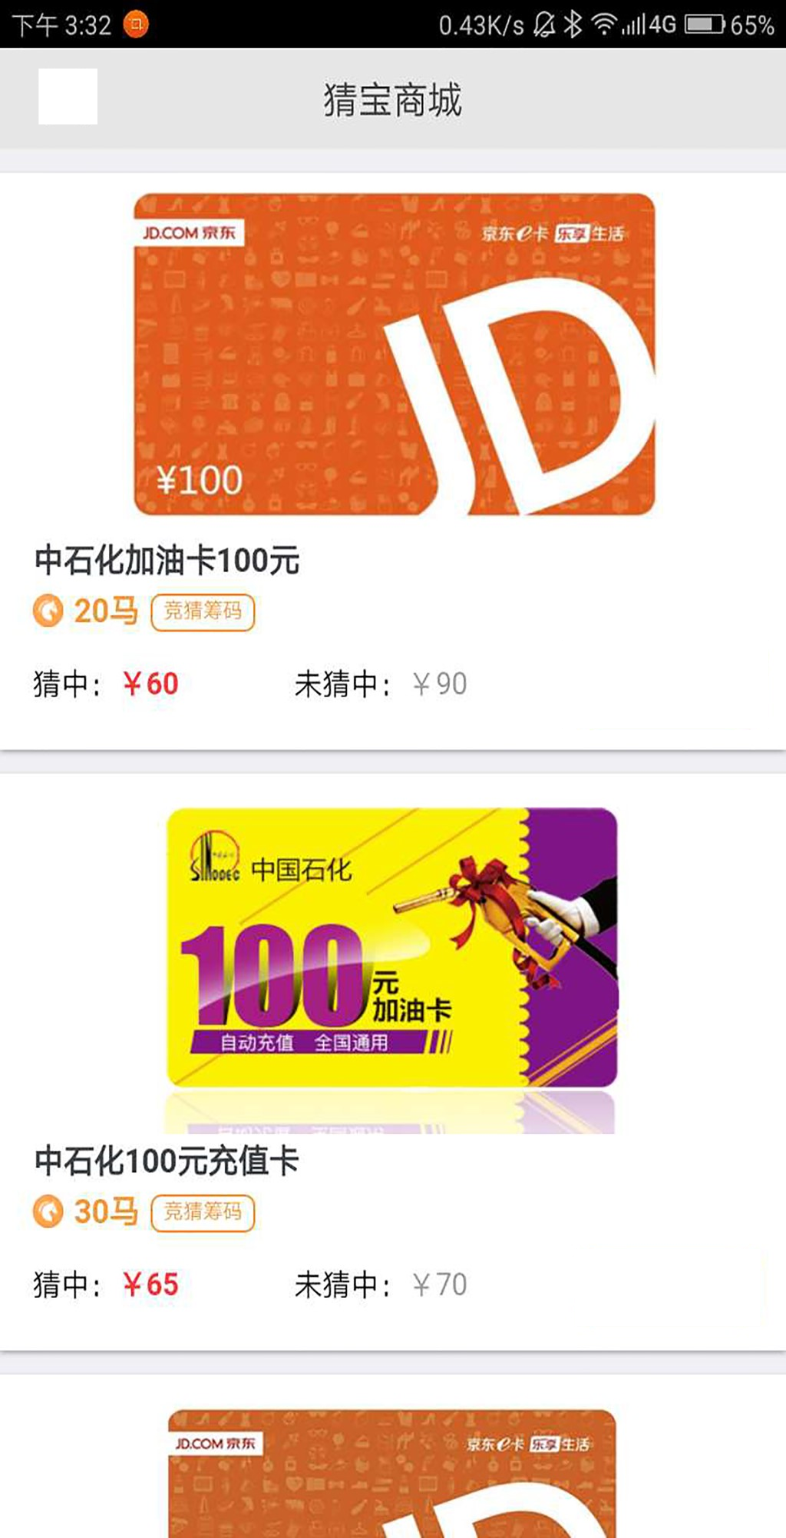 下午 3:32 0.43K/s 4G 65%
猜宝商城
JD.COM 京东 京东e卡 乐享生活
JD
¥100
中石化加油卡100元
20马 竞猜筹码
猜中：￥60 未猜中：￥90
SINOPEC 中国石化
100元
加油卡
自动充值 全国通用
中石化100元充值卡
30马 竞猜筹码
猜中：￥65 未猜中：￥70
JD.COM 京东 京东e卡 乐享生活